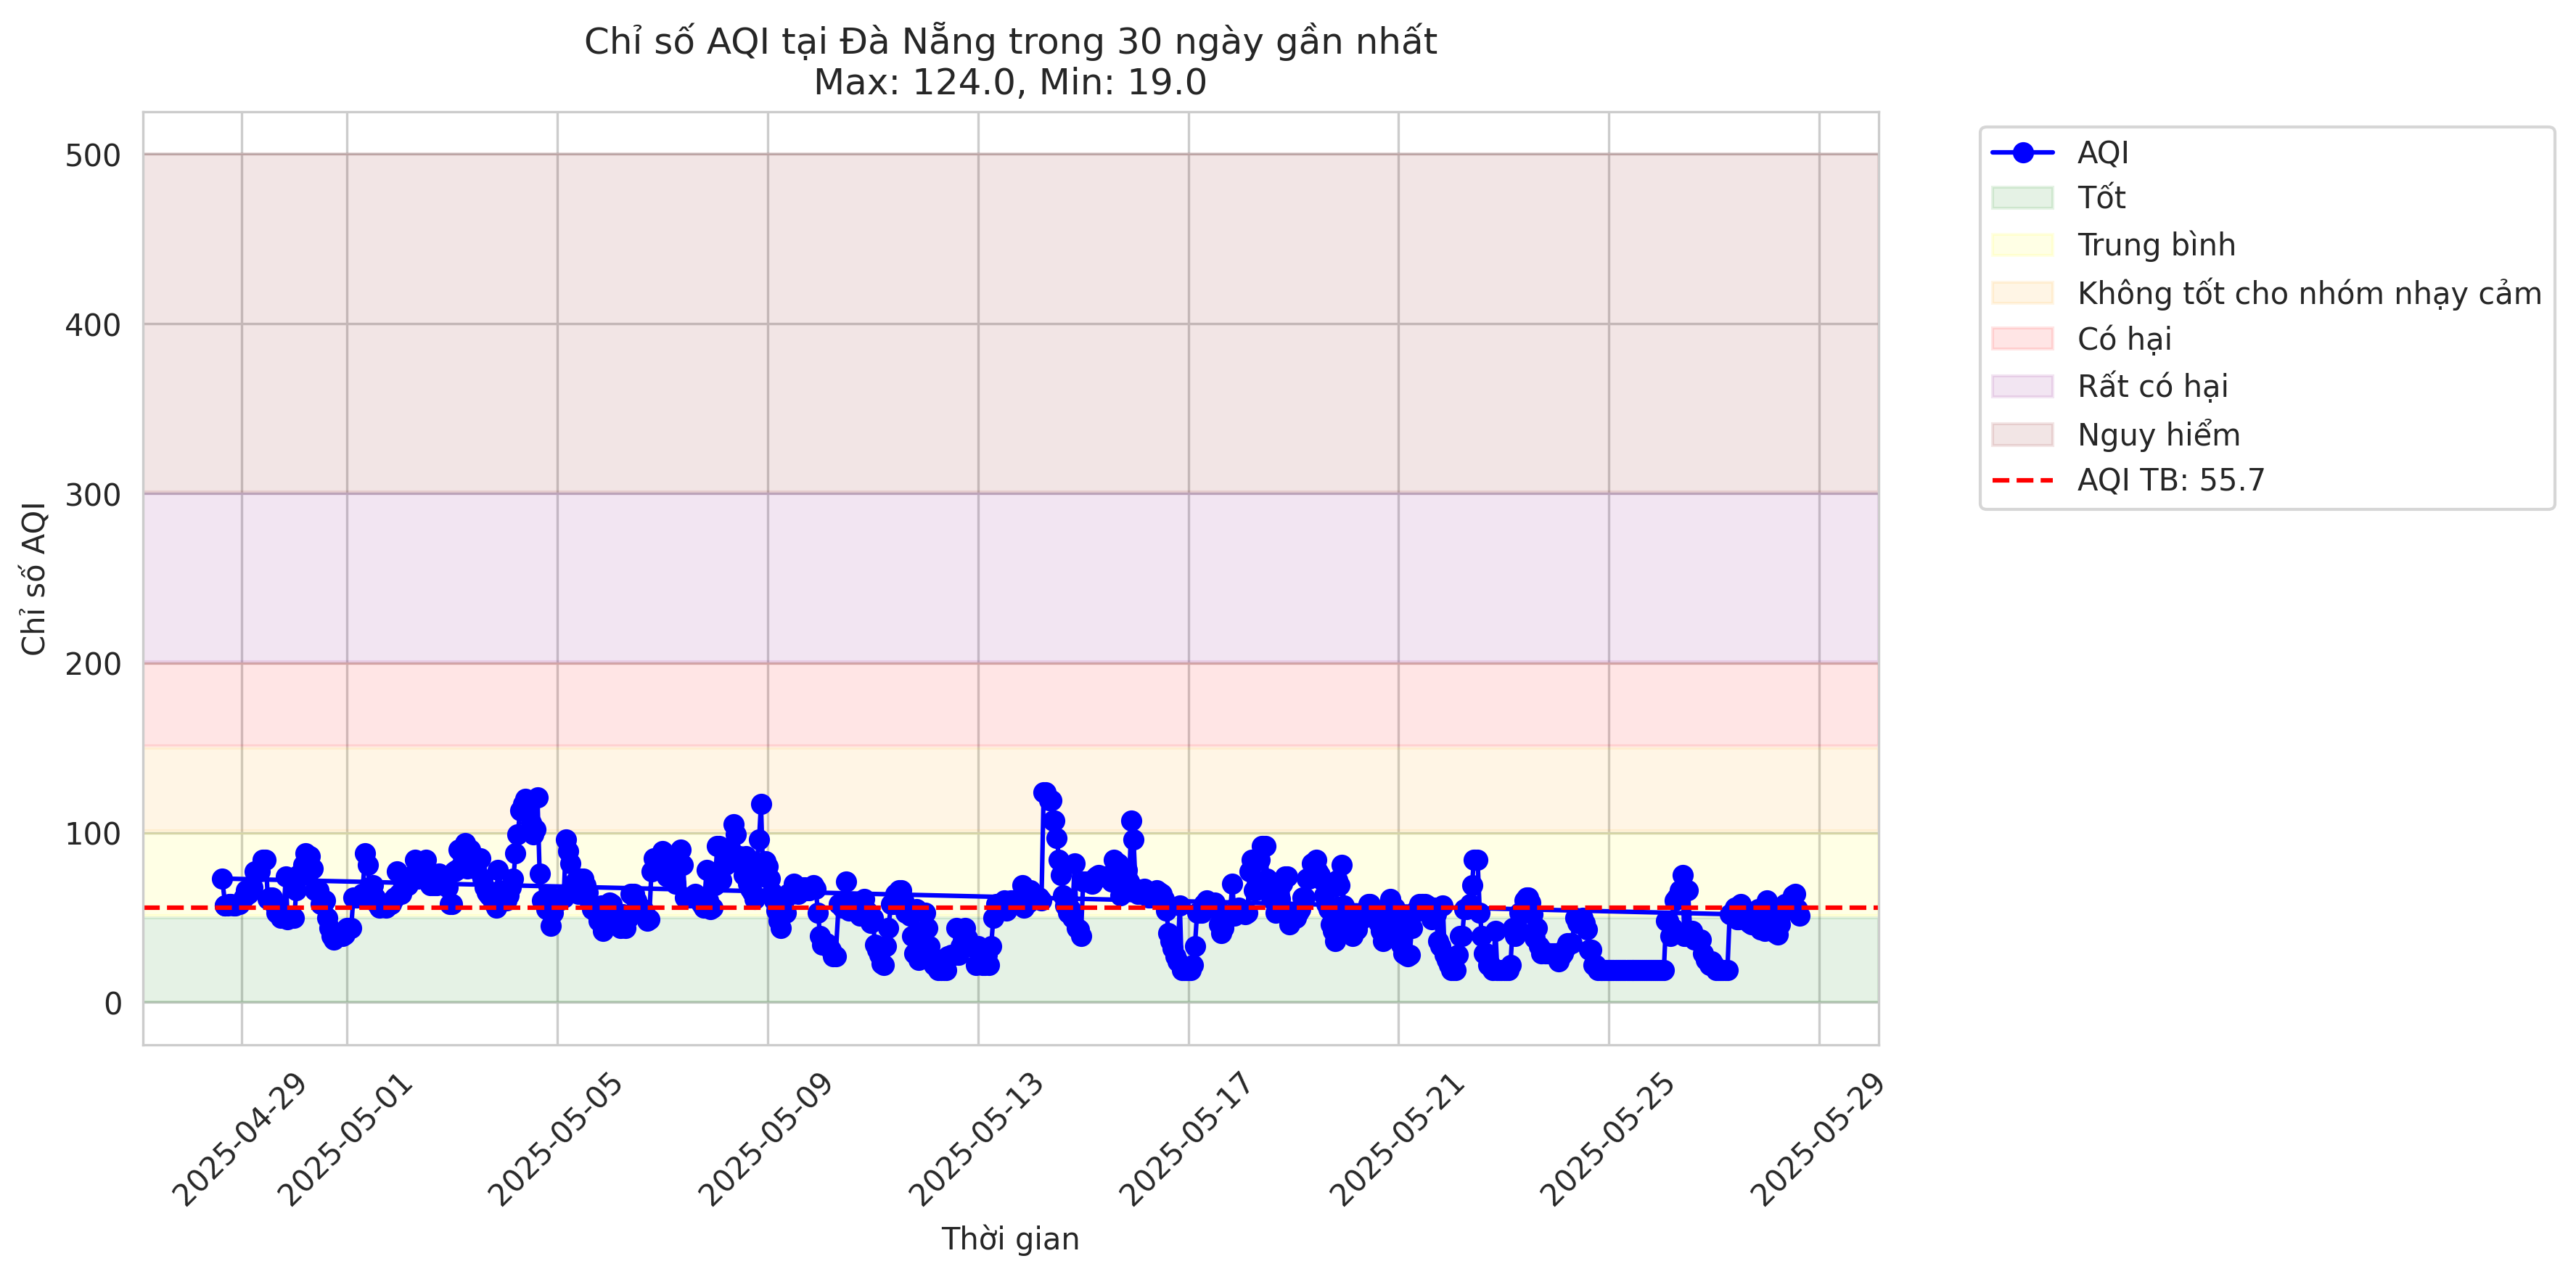 Chỉ số AQI tại Đà Nẵng trong 30 ngày gần nhất
Max: 124.0, Min: 19.0
Chỉ số AQI
500
400
300
200
100
0
2025-04-29
2025-05-01
2025-05-05
2025-05-09
2025-05-13
2025-05-17
2025-05-21
2025-05-25
2025-05-29
Thời gian
AQI
Tốt
Trung bình
Không tốt cho nhóm nhạy cảm
Có hại
Rất có hại
Nguy hiểm
AQI TB: 55.7